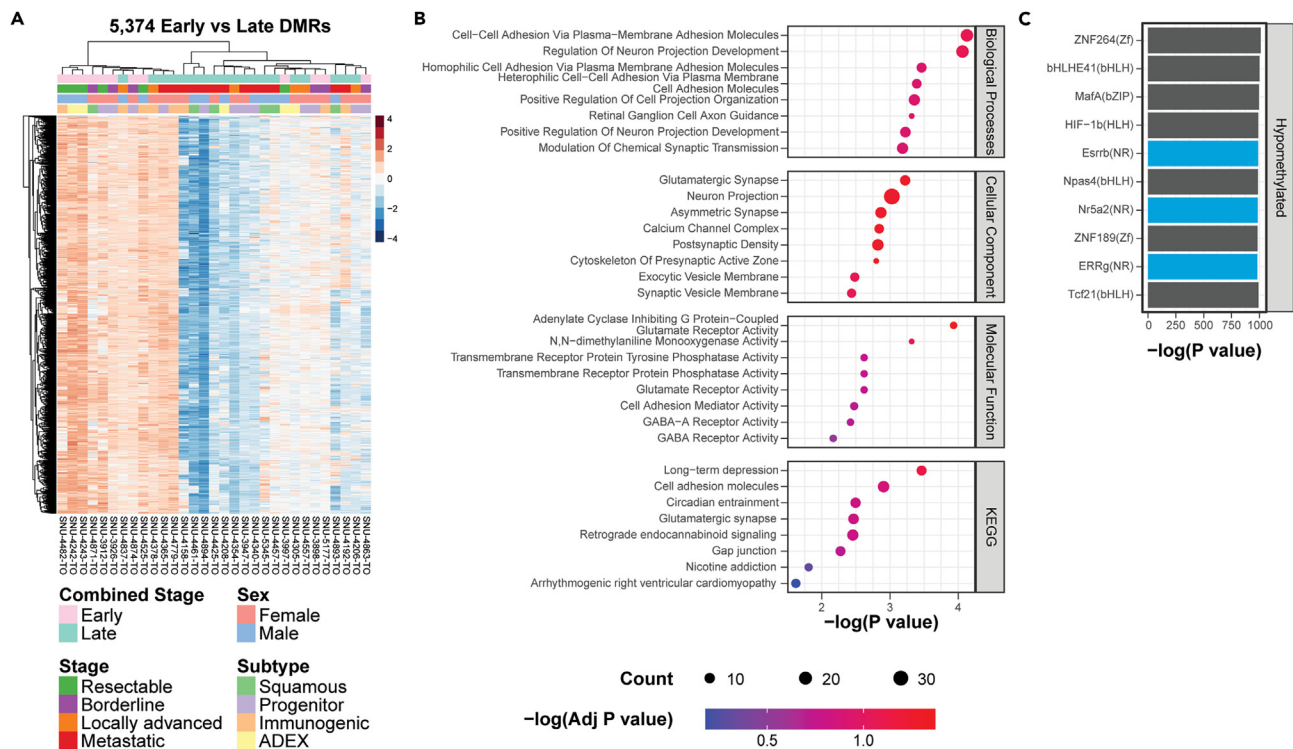 A
5,374 Early vs Late DMRs
4
2
0
−2
−4
SNU-4482-TO
SNU-4242-TO
SNU-4243-TO
SNU-4871-TO
SNU-3912-TO
SNU-3926-TO
SNU-4837-TO
SNU-4874-TO
SNU-4525-TO
SNU-4378-TO
SNU-4365-TO
SNU-4779-TO
SNU-4158-TO
SNU-4461-TO
SNU-4894-TO
SNU-4425-TO
SNU-4208-TO
SNU-4354-TO
SNU-3947-TO
SNU-4340-TO
SNU-5345-TO
SNU-4457-TO
SNU-3997-TO
SNU-4305-TO
SNU-4557-TO
SNU-3898-TO
SNU-5177-TO
SNU-4893-TO
SNU-4192-TO
SNU-4206-TO
SNU-4863-TO
Combined Stage
Early
Late
Sex
Female
Male
Stage
Resectable
Borderline
Locally advanced
Metastatic
Subtype
Squamous
Progenitor
Immunogenic
ADEX
B
Cell−Cell Adhesion Via Plasma−Membrane Adhesion Molecules
Regulation Of Neuron Projection Development
Homophilic Cell Adhesion Via Plasma Membrane Adhesion Molecules
Heterophilic Cell−Cell Adhesion Via Plasma Membrane
Cell Adhesion Molecules
Positive Regulation Of Cell Projection Organization
Retinal Ganglion Cell Axon Guidance
Positive Regulation Of Neuron Projection Development
Modulation Of Chemical Synaptic Transmission
Biological Processes
Glutamatergic Synapse
Neuron Projection
Asymmetric Synapse
Calcium Channel Complex
Postsynaptic Density
Cytoskeleton Of Presynaptic Active Zone
Exocytic Vesicle Membrane
Synaptic Vesicle Membrane
Cellular Component
Adenylate Cyclase Inhibiting G Protein−Coupled
Glutamate Receptor Activity
N,N−dimethylaniline Monooxygenase Activity
Transmembrane Receptor Protein Tyrosine Phosphatase Activity
Transmembrane Receptor Protein Phosphatase Activity
Glutamate Receptor Activity
Cell Adhesion Mediator Activity
GABA−A Receptor Activity
GABA Receptor Activity
Molecular Function
Long−term depression
Cell adhesion molecules
Circadian entrainment
Glutamatergic synapse
Retrograde endocannabinoid signaling
Gap junction
Nicotine addiction
Arrhythmogenic right ventricular cardiomyopathy
KEGG
2 3 4
−log(P value)
Count 10 20 30
−log(Adj P value)
0.5 1.0
C
ZNF264(Zf)
bHLHE41(bHLH)
MafA(bZIP)
HIF−1b(HLH)
Esrrb(NR)
Npas4(bHLH)
Nr5a2(NR)
ZNF189(Zf)
ERRg(NR)
Tcf21(bHLH)
Hypomethylated
0 250 500 750 1000
−log(P value)